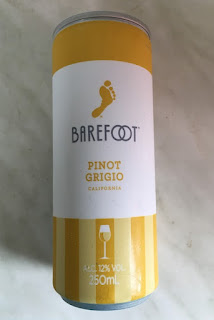 BAREFOOT
PINOT
GRIGIO
CALIFORNIA
ALC. 12% VOL.
250mL